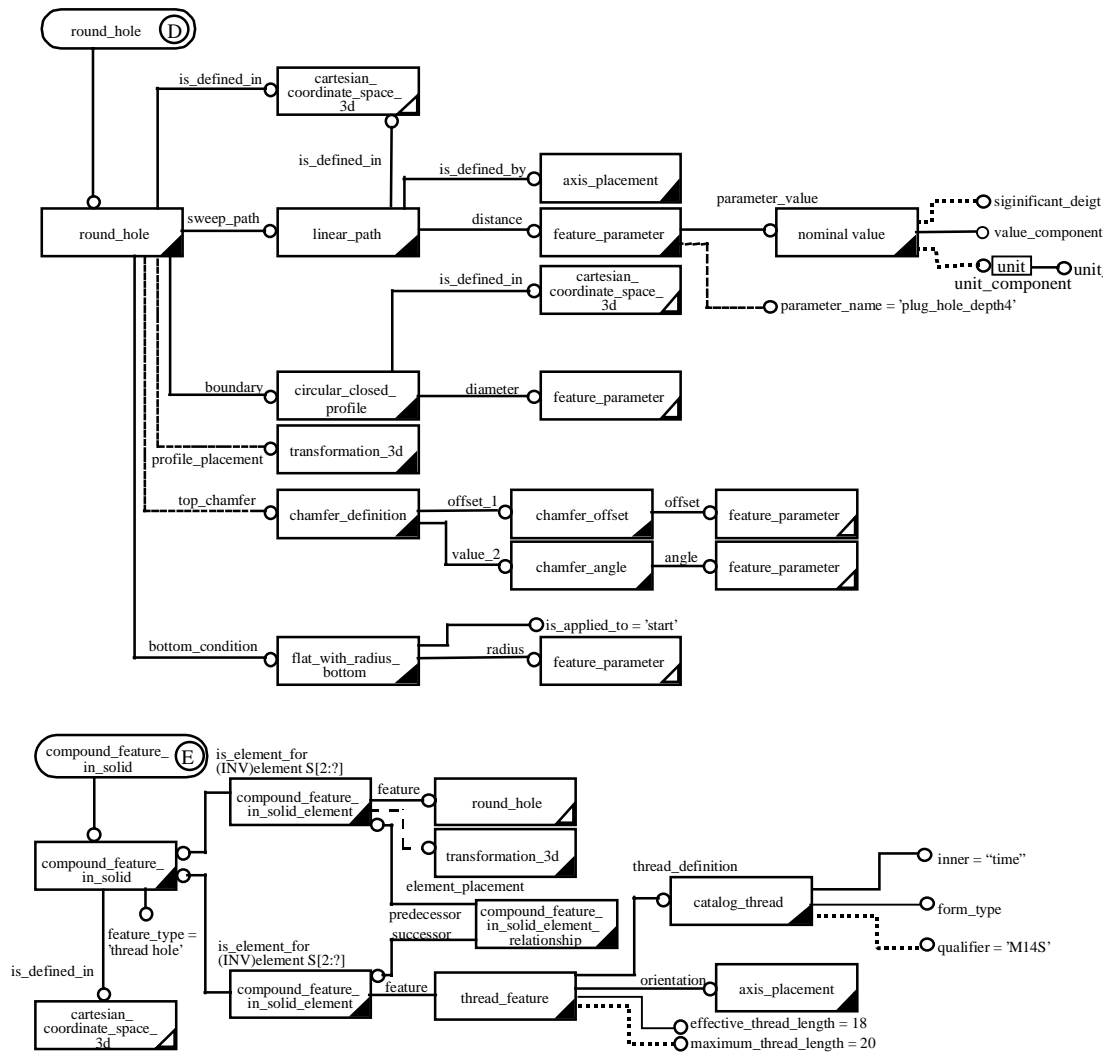 round_hole
D
is_defined_in
cartesian_
coordinate_space_
3d
is_defined_in
is_defined_by
axis_placement
parameter_value
siginificant_deigt
round_hole
sweep_path
linear_path
distance
feature_parameter
nominal value
value_component
unit
unit_
unit_component
is_defined_in
cartesian_
coordinate_space_
3d
parameter_name = 'plug_hole_depth4'
boundary
circular_closed_
profile
diameter
feature_parameter
profile_placement
transformation_3d
top_chamfer
chamfer_definition
offset_1
chamfer_offset
offset
feature_parameter
value_2
chamfer_angle
angle
feature_parameter
bottom_condition
flat_with_radius_
bottom
is_applied_to = 'start'
radius
feature_parameter
compound_feature_
in_solid
E
is_element_for
(INV)element S[2:?]
compound_feature_
in_solid_element
feature
round_hole
transformation_3d
element_placement
compound_feature_
in_solid
feature_type =
'thread hole'
is_defined_in
cartesian_
coordinate_space_
3d
predecessor
successor
compound_feature_
in_solid_element_
relationship
is_element_for
(INV)element S[2:?]
compound_feature_
in_solid_element
feature
thread_feature
thread_definition
catalog_thread
inner = “time”
form_type
qualifier = 'M14S'
orientation
axis_placement
effective_thread_length = 18
maximum_thread_length = 20